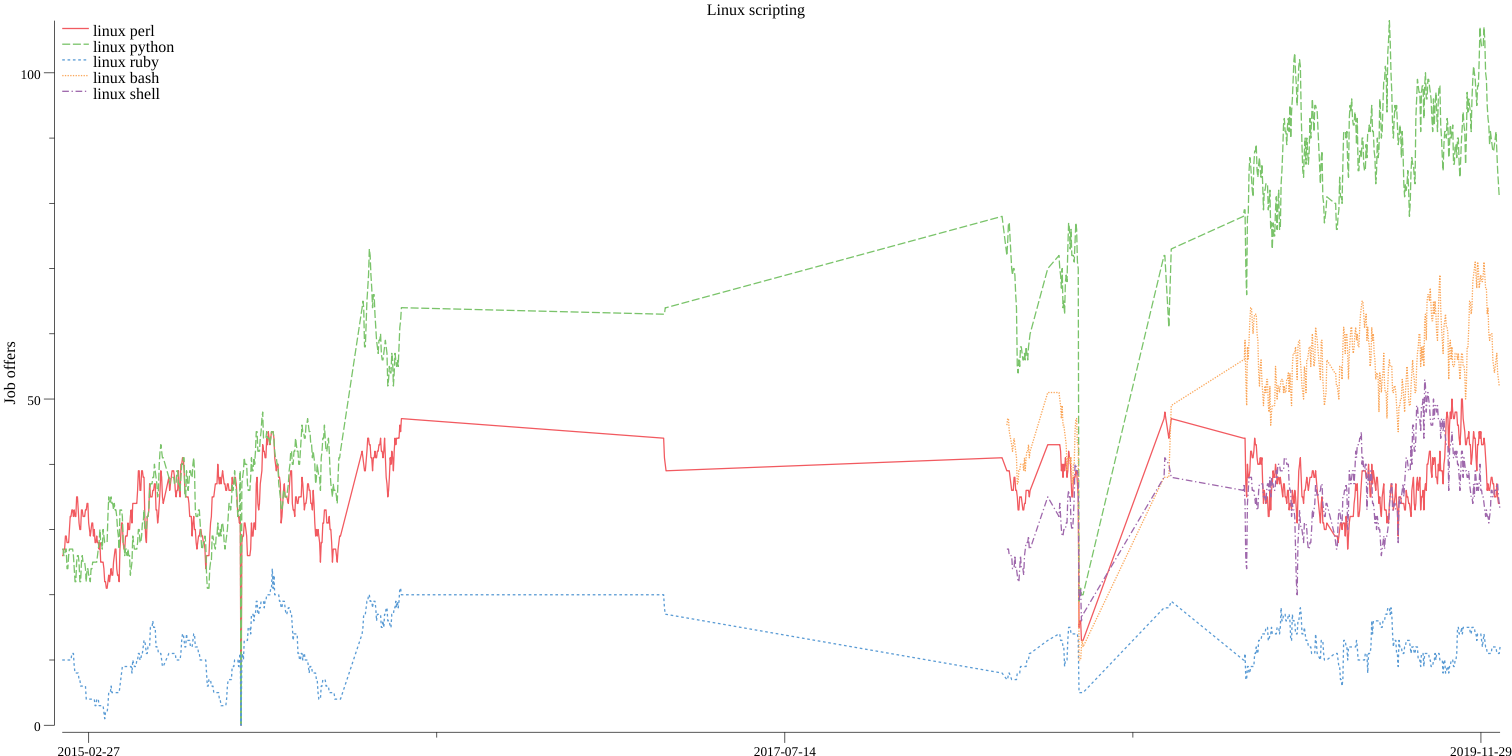 Linux scripting
linux perl
linux python
linux ruby
linux bash
linux shell
100
50
0
Job offers
2015-02-27
2017-07-14
2019-11-29